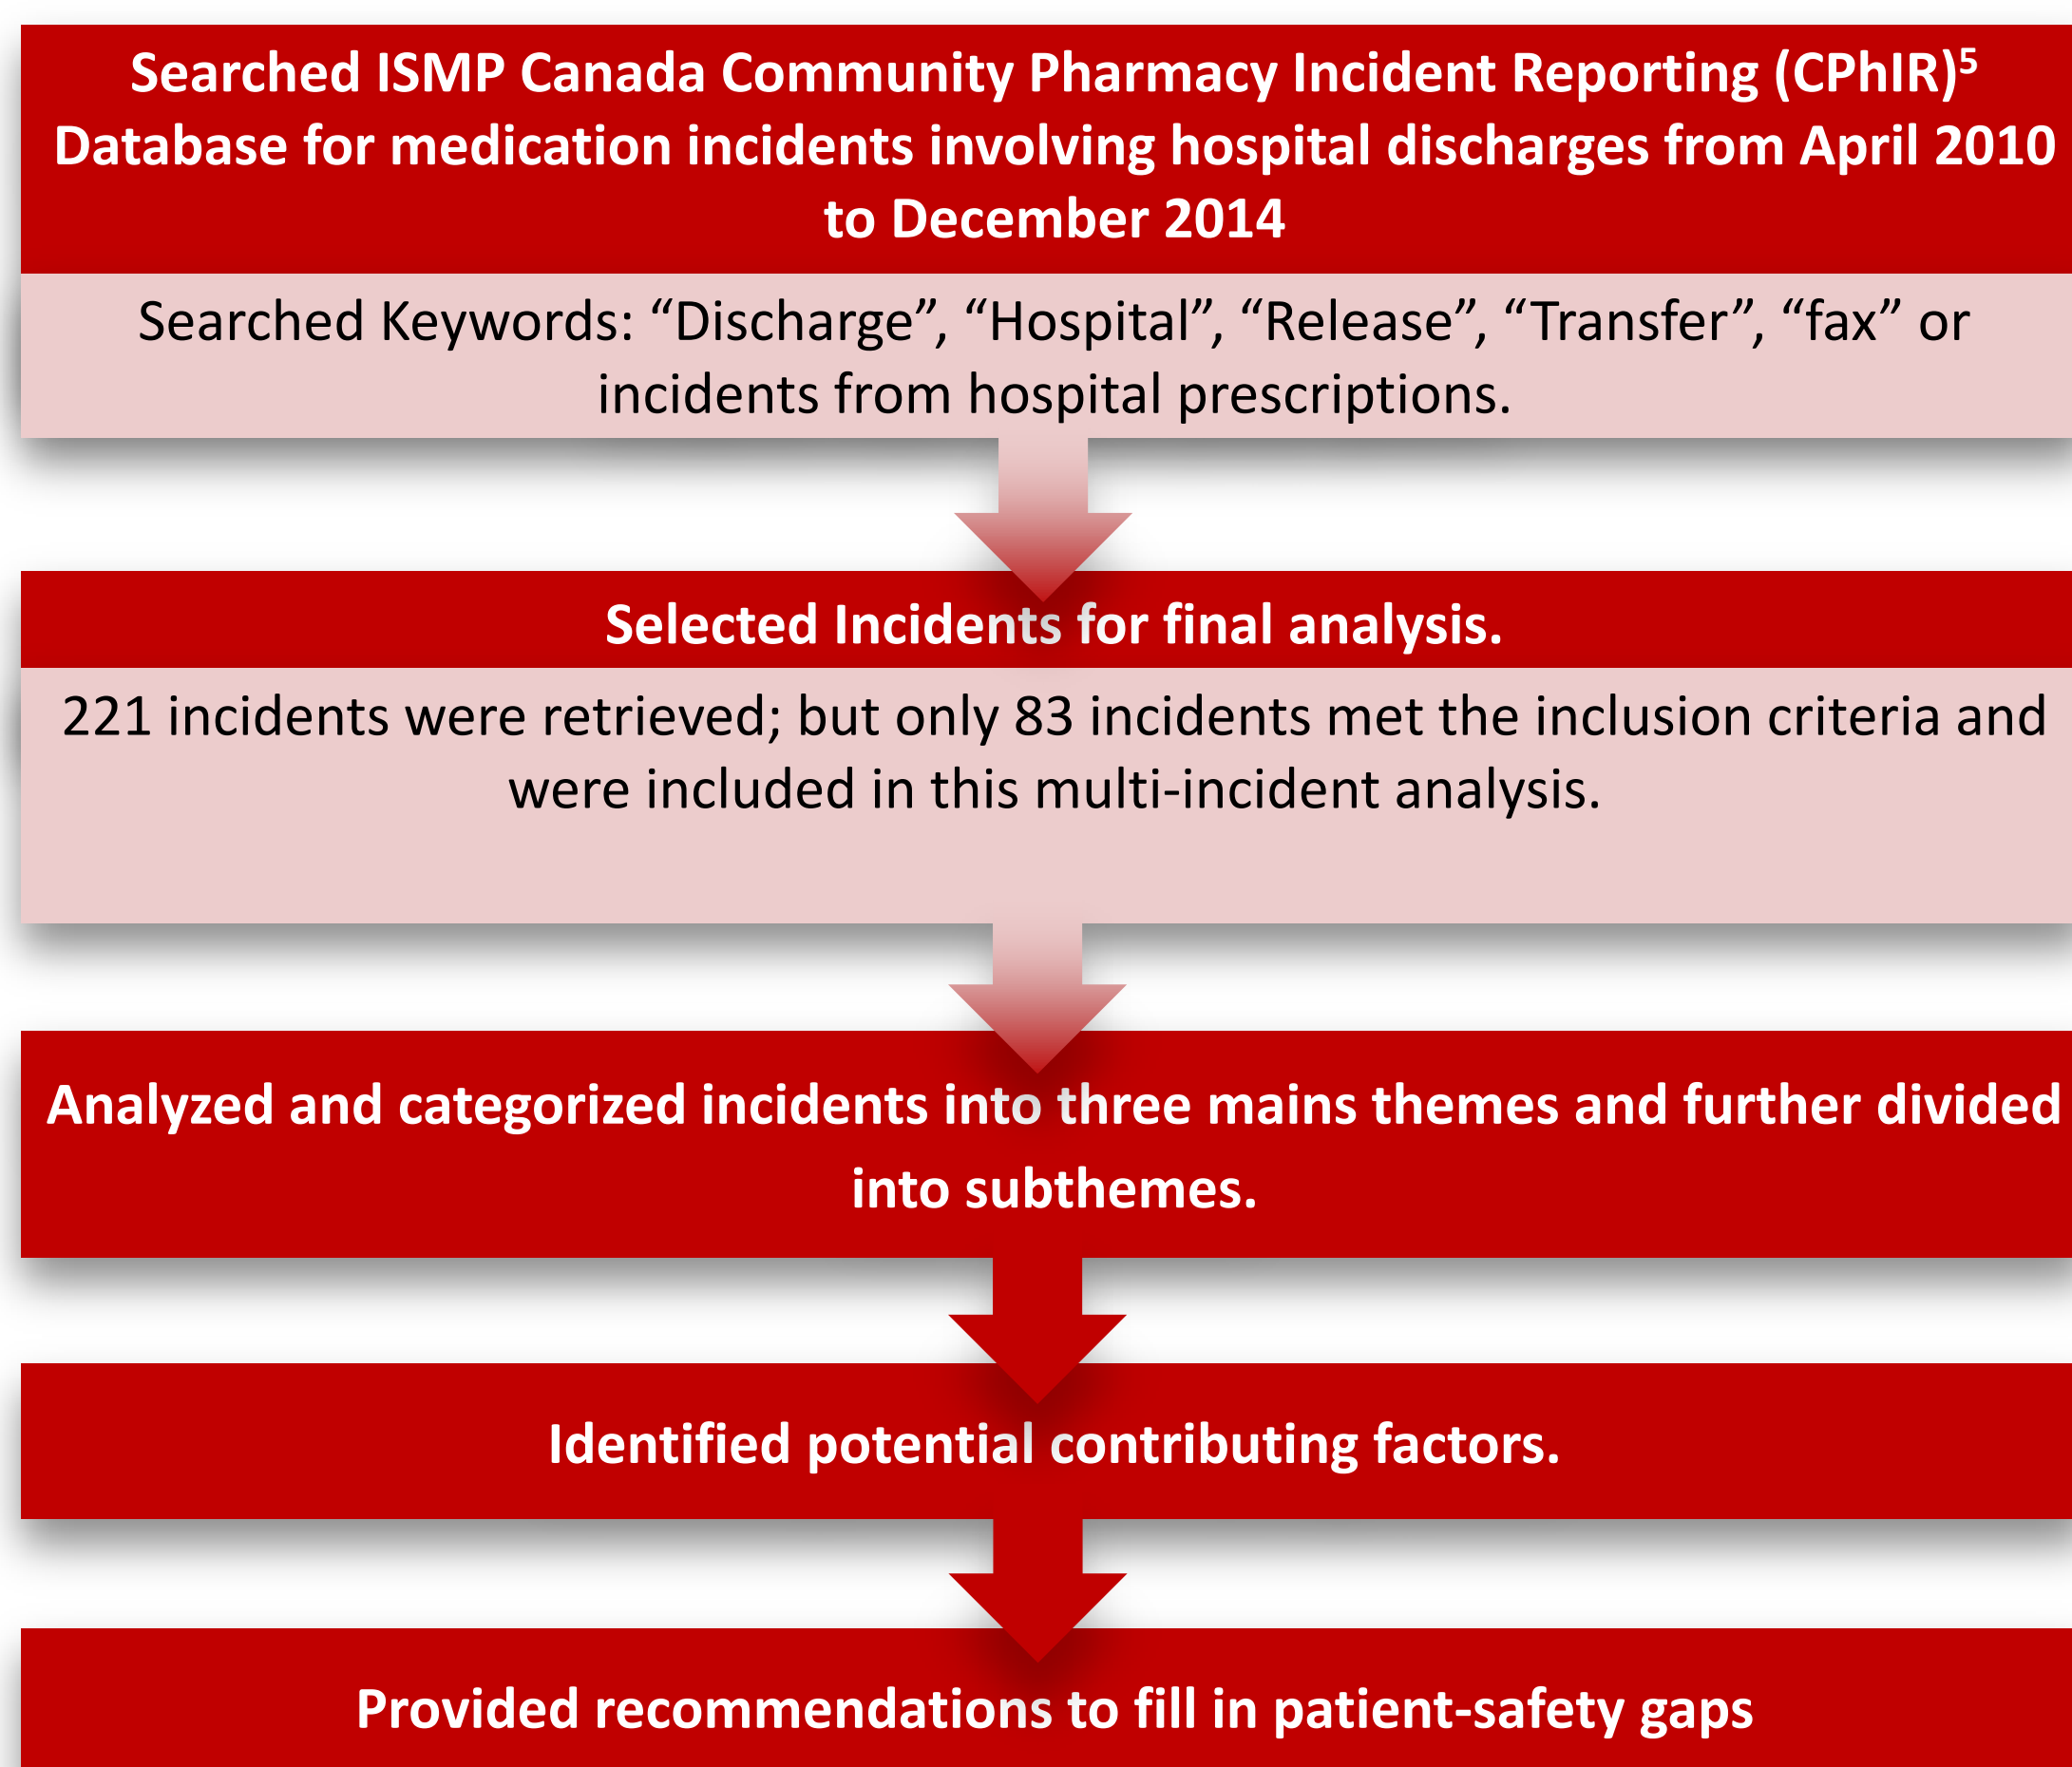 Searched ISMP Canada Community Pharmacy Incident Reporting (CPhIR)⁵
Database for medication incidents involving hospital discharges from April 2010
to December 2014
Searched Keywords: “Discharge”, “Hospital”, “Release”, “Transfer”, “fax” or
incidents from hospital prescriptions.
Selected Incidents for final analysis.
221 incidents were retrieved; but only 83 incidents met the inclusion criteria and
were included in this multi-incident analysis.
Analyzed and categorized incidents into three mains themes and further divided
into subthemes.
Identified potential contributing factors.
Provided recommendations to fill in patient-safety gaps